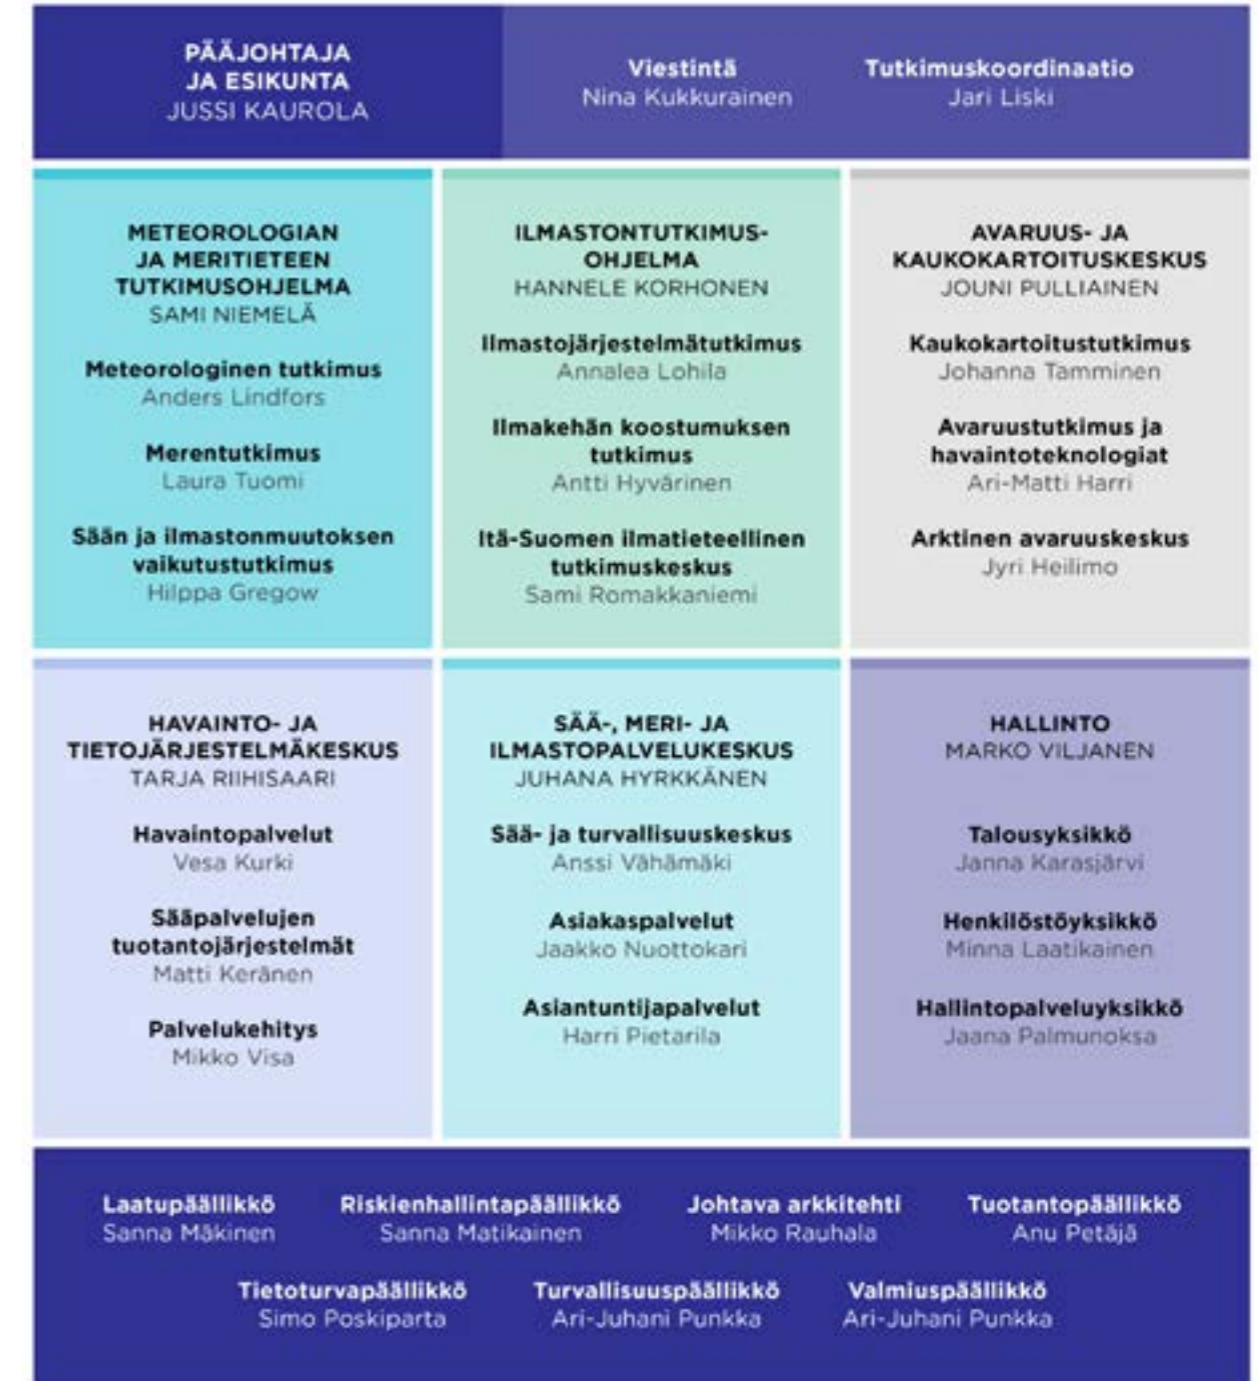 PÄÄJOHTAJA
JA ESIKUNTA
JUSSI KAUROLA
Viestintä
Nina Kukkurainen
Tutkimuskoordinaatio
Jari Liski
METEOROLOGIAN
JA MERITIETEEN
TUTKIMUSOHJELMA
SAMI NIEMELÄ
Meteorologinen tutkimus
Anders Lindfors
Merentutkimus
Laura Tuomi
Sään ja ilmastonmuutoksen
vaikutustutkimus
Hilppa Gregow
ILMASTONTUTKIMUS-
OHJELMA
HANNELE KORHONEN
Ilmastojärjestelmätutkimus
Annalea Lohila
Ilmakehän koostumuksen
tutkimus
Antti Hyvärinen
Itä-Suomen ilmatieteellinen
tutkimuskeskus
Sami Romakkaniemi
AVARUUS- JA
KAUKOKARTOITUSKESKUS
JOUNI PULLIAINEN
Kaukokartoitustutkimus
Johanna Tamminen
Avaruustutkimus ja
havaintoteknologiat
Ari-Matti Harri
Arktinen avaruuskeskus
Jyri Heilimo
HAVAINTO- JA
TIETOJÄRJESTELMÄKESKUS
TARJA RIIHISAARI
Havaintopalvelut
Vesa Kurki
Sääpalvelujen
tuotantojärjestelmät
Matti Keränen
Palvelukehitys
Mikko Visa
SÄÄ-, MERI- JA
ILMASTOPALVELUKESKUS
JUHANA HYRKKÄNEN
Sää- ja turvallisuuskeskus
Anssi Vähämäki
Asiakaspalvelut
Jaakko Nuottokari
Asiantuntijapalvelut
Harri Pietarila
HALLINTO
MARKO VILJANEN
Talousyksikkö
Janna Karasjärvi
Henkilöstöyksikkö
Minna Laatikainen
Hallintopalveluyksikkö
Jaana Palmunoksa
Laatupäällikkö
Sanna Mäkinen
Riskienhallintapäällikkö
Sanna Matikainen
Johtava arkkitehti
Mikko Rauhala
Tuotantopäällikkö
Anu Petäjä
Tietoturvapäällikkö
Simo Poskiparta
Turvallisuuspäällikkö
Ari-Juhani Punkka
Valmiuspäällikkö
Ari-Juhani Punkka